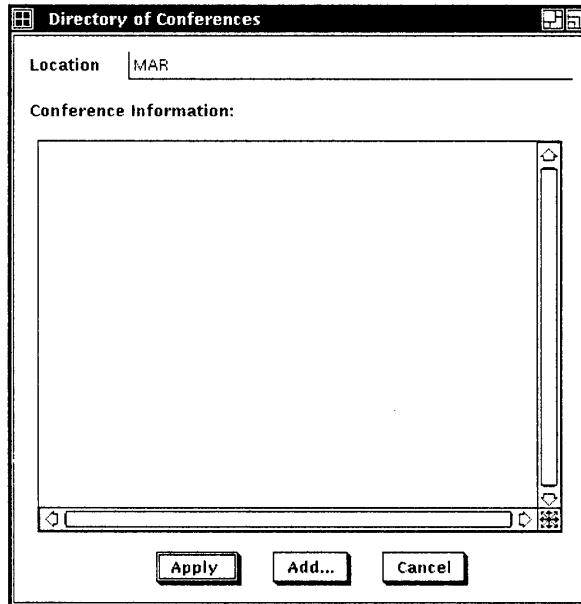 Directory of Conferences
Location MAR
Conference Information:
Apply Add... Cancel